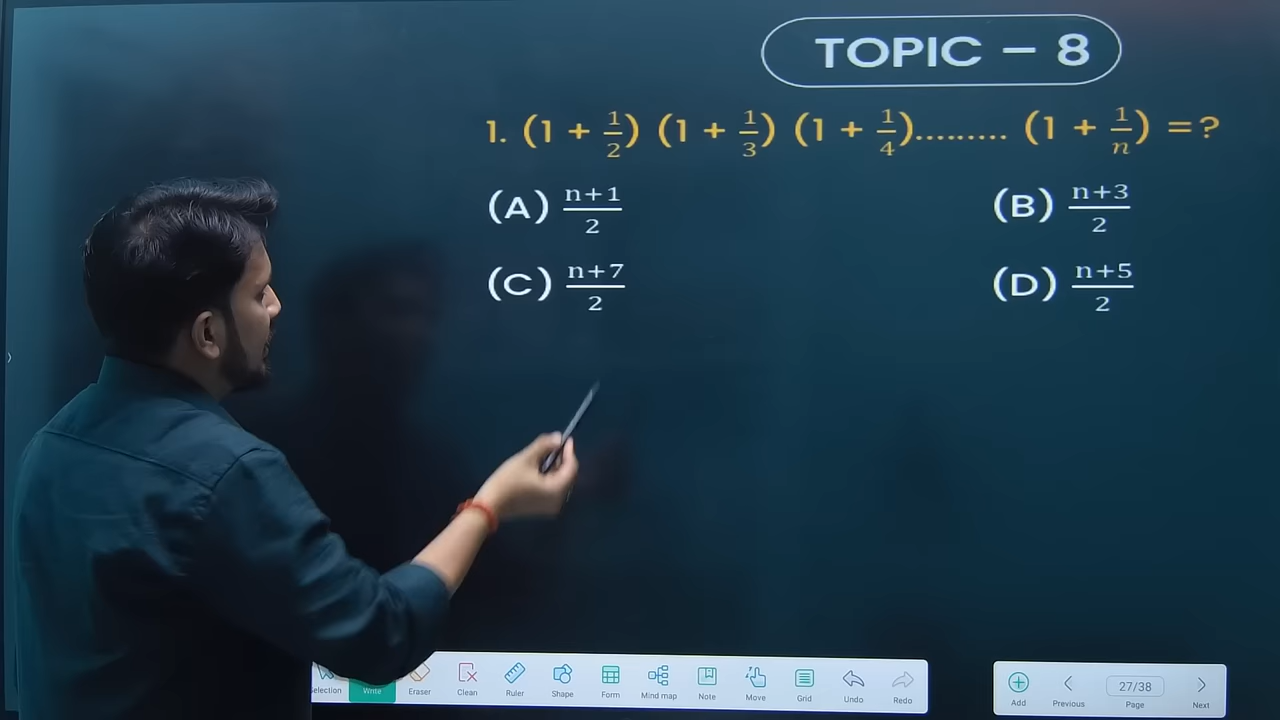 TOPIC – 8
1. (1 + 1/2) (1 + 1/3) (1 + 1/4)......... (1 + 1/n) = ?
(A) n+1/2 (B) n+3/2
(C) n+7/2 (D) n+5/2
Write Eraser Clean Ruler Shape Form Mind map Note Move Undo Redo
Add Previous 27/38 Page Next